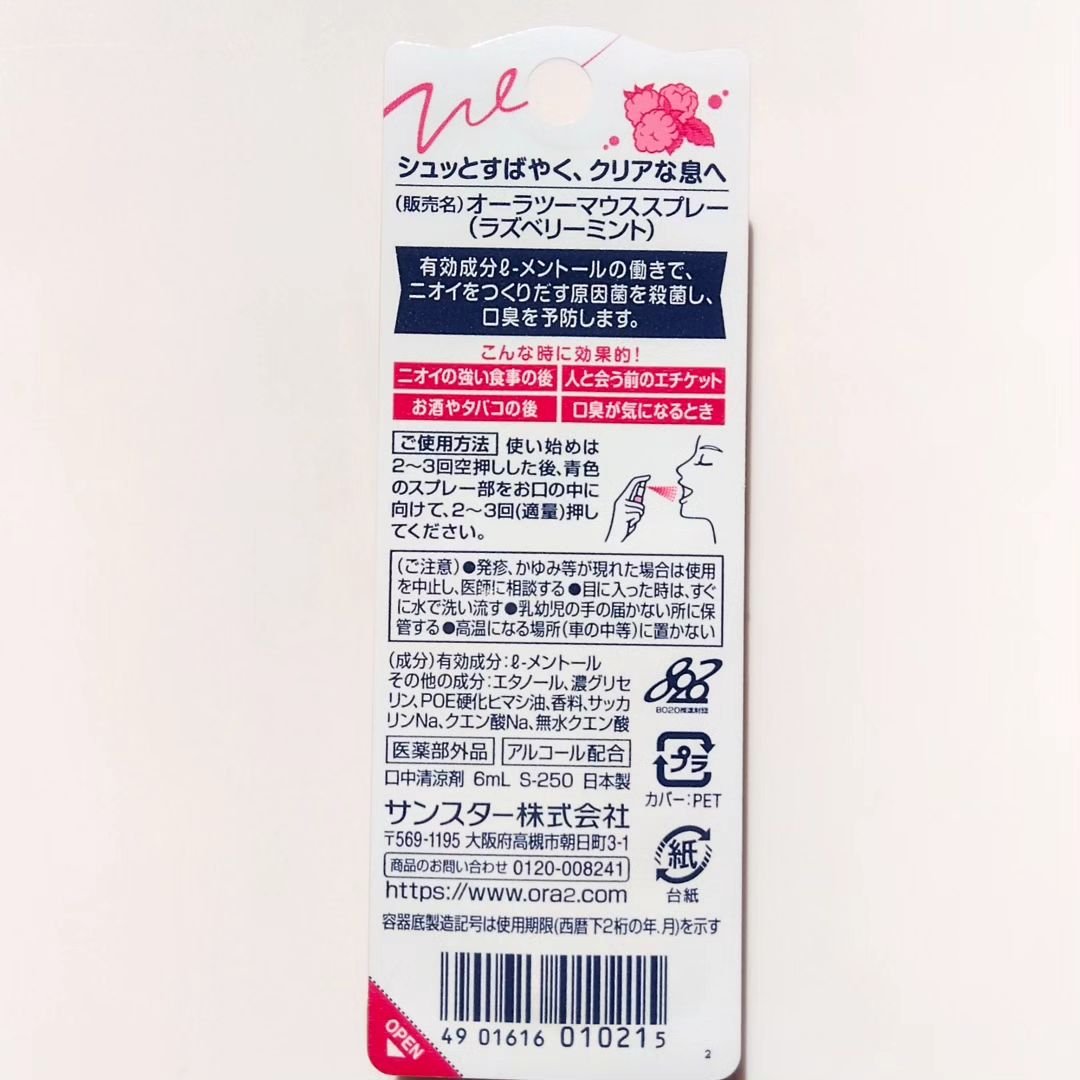 シュッとすばやく、クリアな息へ
(販売名)オーラツーマウススプレー
(ラズベリーミント)
有効成分ℓ-メントールの働きで、
ニオイをつくりだす原因菌を殺菌し、
口臭を予防します。
こんな時に効果的!
ニオイの強い食事の後 人と会う前のエチケット
お酒やタバコの後 口臭が気になるとき
ご使用方法 使い始めは
2〜3回空押しした後、青色
のスプレー部をお口の中に
向けて、2〜3回(適量)押し
てください。
(ご注意)●発疹、かゆみ等が現れた場合は使用
を中止し、医師に相談する●目に入った時は、すぐ
に水で洗い流す●乳幼児の手の届かない所に保
管する●高温になる場所(車の中等)に置かない
(成分)有効成分:ℓ-メントール
その他の成分:エタノール、濃グリセ
リン、POE硬化ヒマシ油、香料、サッカ
リンNa、クエン酸Na、無水クエン酸
8020
8020推進財団
医薬部外品 アルコール配合
口中清涼剤 6mL S-250 日本製
プラ
カバー:PET
サンスター株式会社
〒569-1195 大阪府高槻市朝日町3-1
商品のお問い合わせ 0120-008241
https://www.ora2.com
紙
台紙
容器底製造記号は使用期限(西暦下2桁の年.月)を示す
OPEN
49 01616 010215
2